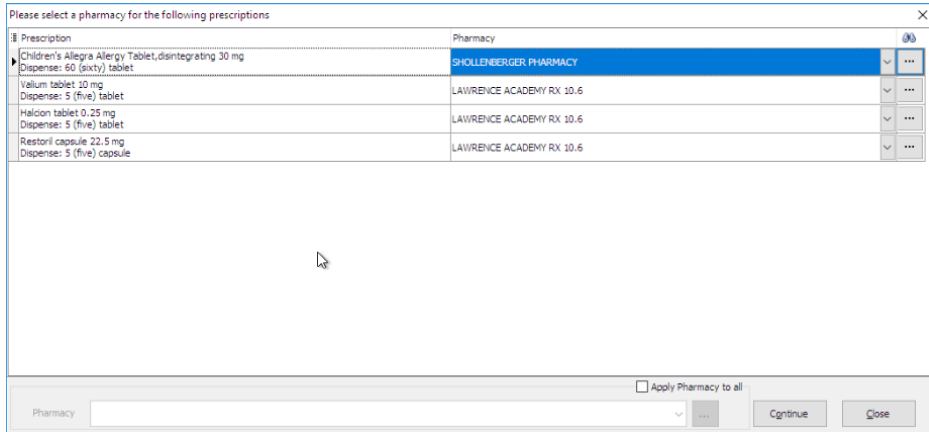 Please select a pharmacy for the following prescriptions
Prescription Pharmacy
Children's Allegra Allergy Tablet,disintegrating 30 mg
Dispense: 60 (sixty) tablet
SHOLLENBERGER PHARMACY ...
Valium tablet 10 mg
Dispense: 5 (five) tablet
LAWRENCE ACADEMY RX 10.6 ...
Halcion tablet 0.25 mg
Dispense: 5 (five) tablet
LAWRENCE ACADEMY RX 10.6 ...
Restoril capsule 22.5 mg
Dispense: 5 (five) capsule
LAWRENCE ACADEMY RX 10.6 ...
Apply Pharmacy to all
Pharmacy ... Continue Close